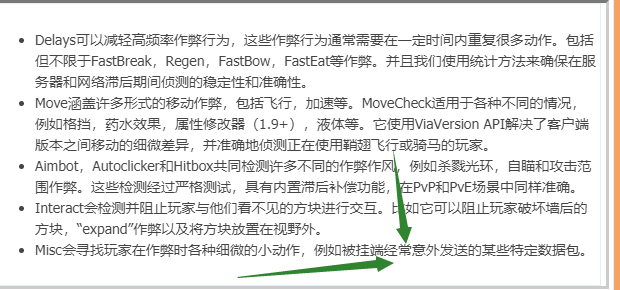 Delays可以减轻高频率作弊行为，这些作弊行为通常需要在一定时间内重复很多动作。包括
但不限于FastBreak，Regen，FastBow，FastEat等作弊。并且我们使用统计方法来确保在服
务器和网络滞后期间侦测的稳定性和准确性。
Move涵盖许多形式的移动作弊，包括飞行，加速等。MoveCheck适用于各种不同的情况，
例如格挡，药水效果，属性修改器（1.9+），液体等。它使用ViaVersion API解决了客户端
版本之间移动的细微差异，并准确地侦测正在使用鞘翅飞行或骑马的玩家。
Aimbot，Autoclicker和Hitbox共同检测许多不同的作弊作风，例如杀戮光环，自瞄和攻击范
围作弊。这些检测经过严格测试，具有内置滞后补偿功能，在PvP和PvE场景中同样准确。
Interact会检测并阻止玩家与他们看不见的方块进行交互。比如它可以阻止玩家破坏墙后的
方块，“expand”作弊以及将方块放置在视野外。
Misc会寻找玩家在作弊时各种细微的小动作，例如被挂端经常意外发送的某些特定数据包。